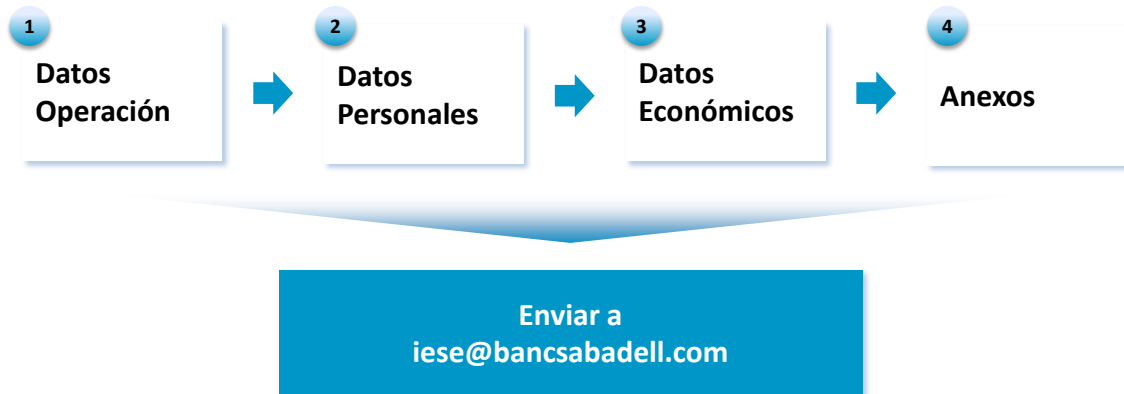 1
Datos
Operación
2
Datos
Personales
3
Datos
Económicos
4
Anexos
Enviar a
iese@bancsabadell.com